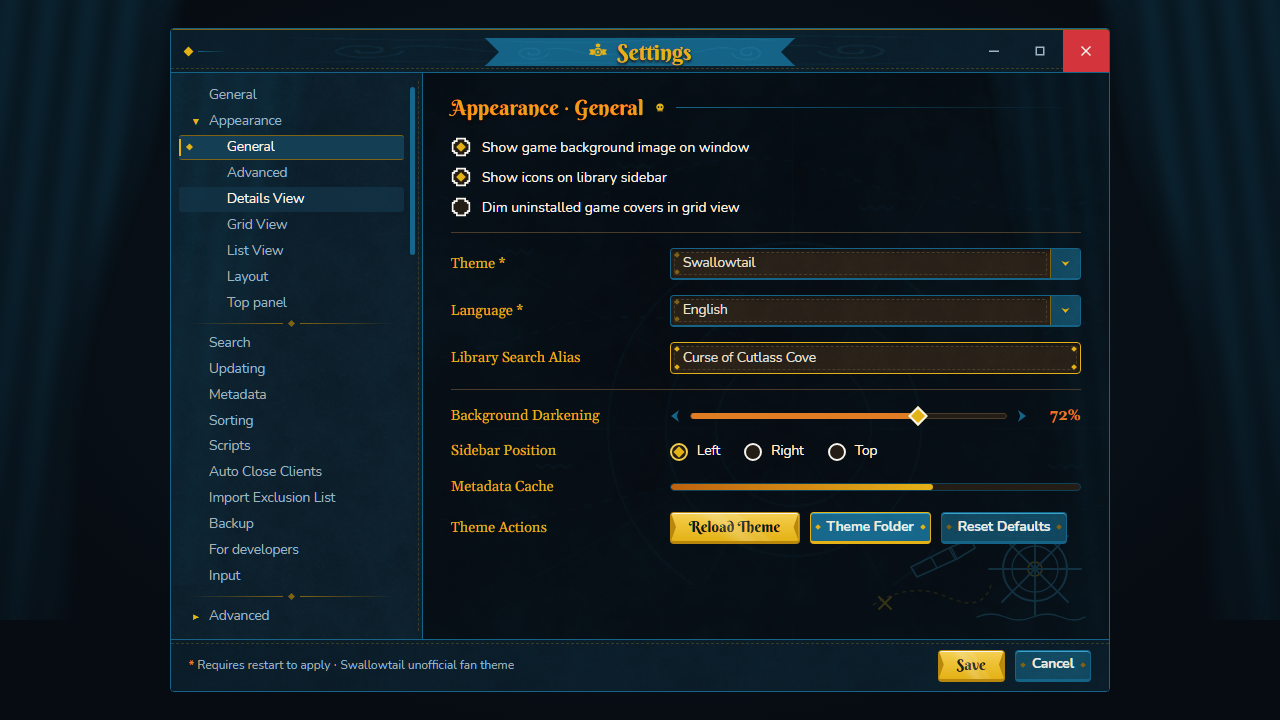 Settings
General
Appearance
General
Advanced
Details View
Grid View
List View
Layout
Top panel
Search
Updating
Metadata
Sorting
Scripts
Auto Close Clients
Import Exclusion List
Backup
For developers
Input
Advanced
Appearance · General
Show game background image on window
Show icons on library sidebar
Dim uninstalled game covers in grid view
Theme * Swallowtail
Language * English
Library Search Alias Curse of Cutlass Cove
Background Darkening 72%
Sidebar Position Left Right Top
Metadata Cache
Theme Actions Reload Theme Theme Folder Reset Defaults
* Requires restart to apply · Swallowtail unofficial fan theme
Save Cancel